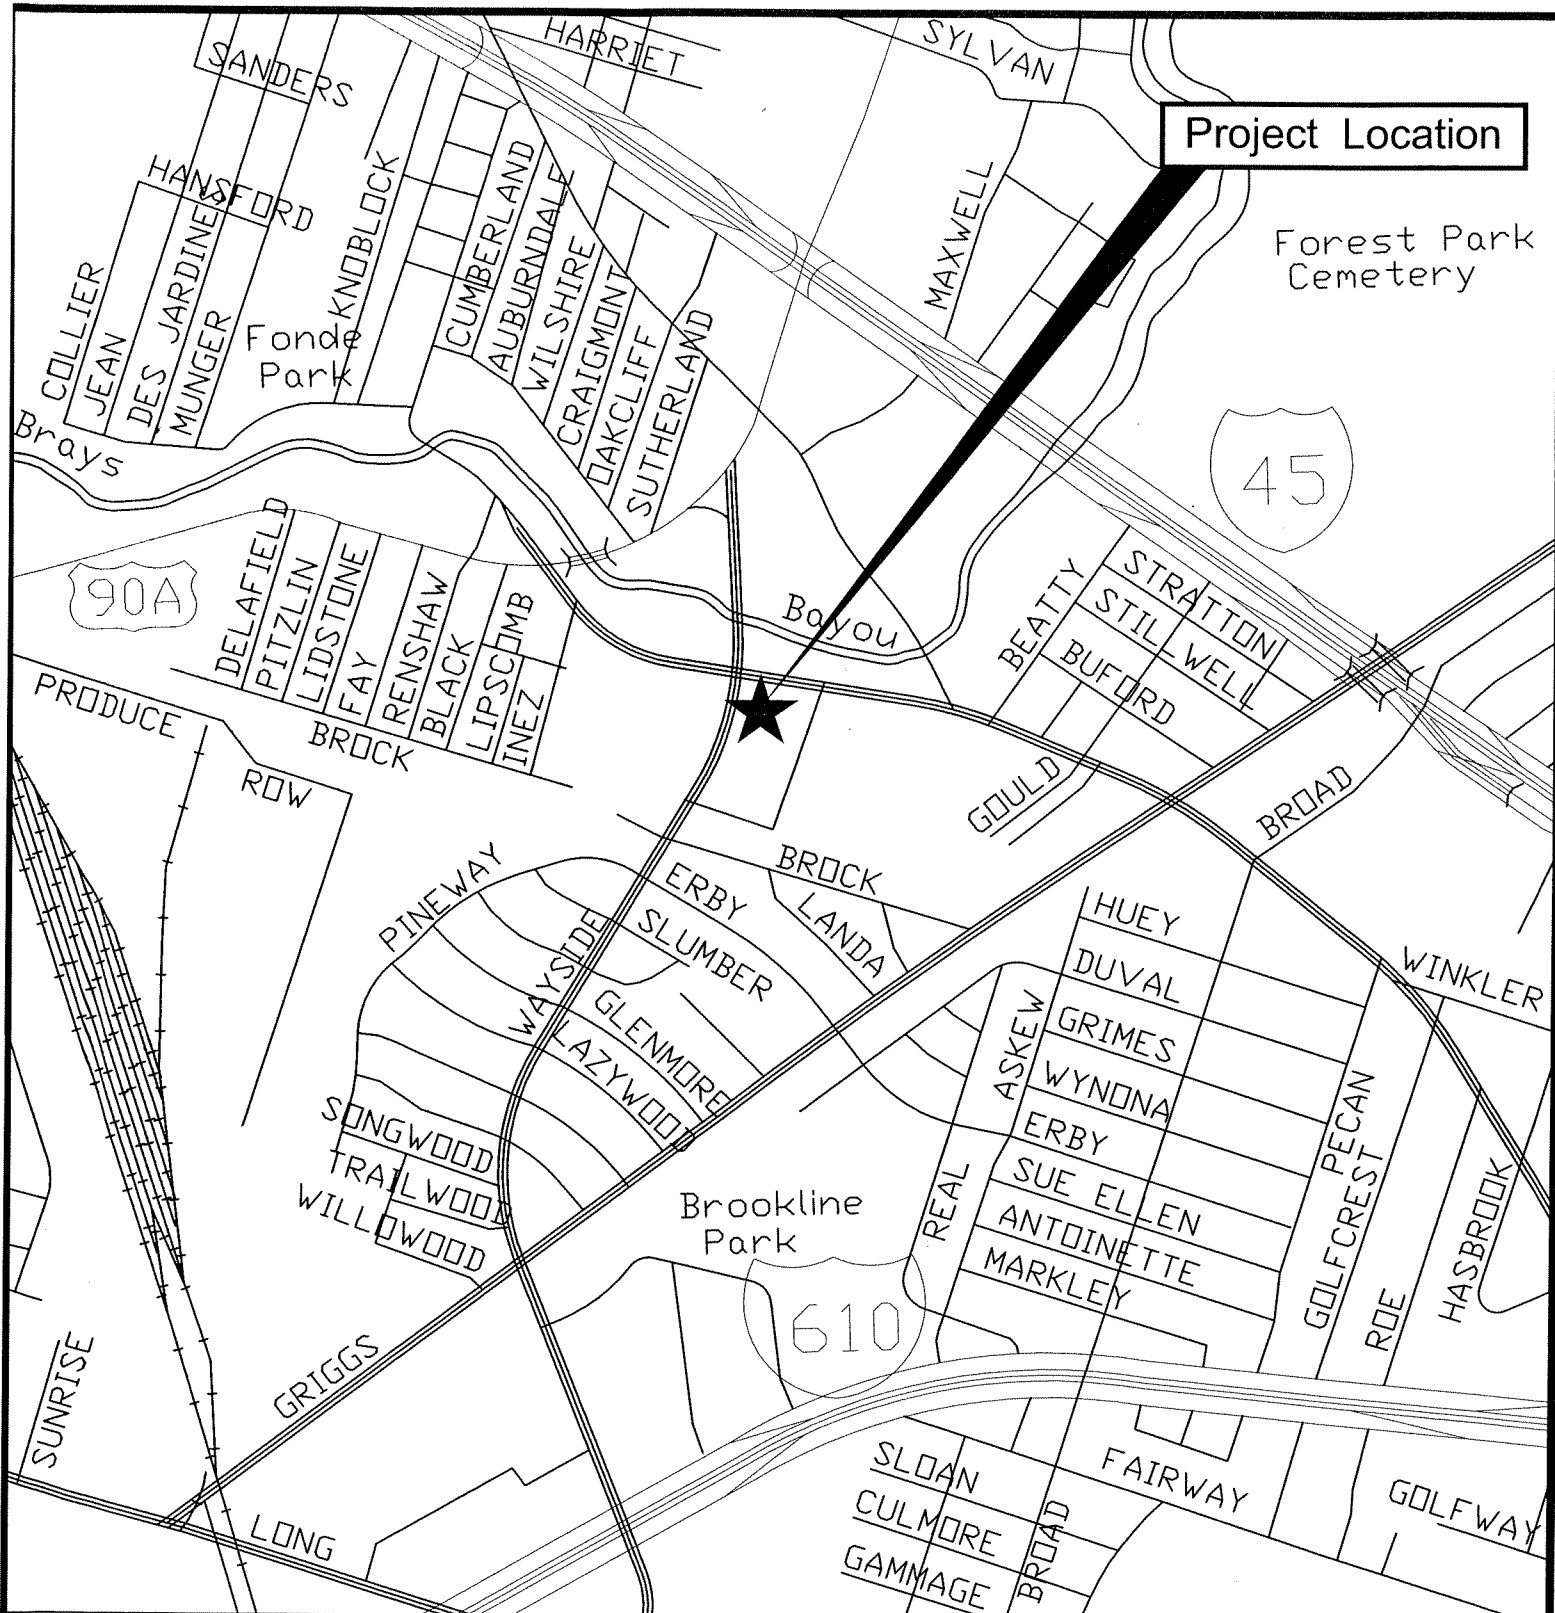 HARRIET
SYLVAN
SANDERS
Project Location
HANSFORD
KNOBLOCK
CUMBERLAND
AUBURNDALE
MAXWELL
Forest Park
Cemetery
COLLIER
JEAN
DES JARDINES
MUNGER
Fonde
Park
WILSHIRE
CRAIGMONT
OAKCLIFF
SUTHERLAND
Brays
45
90A
DELAFIELD
PITZLIN
LIDSTONE
FAY
RENSHAW
BLACK
LIPSCOMB
INEZ
Bayou
BEATTY
STRATTON
STILLWELL
BUFORD
PRODUCE
ROW
BROCK
GOULD
BROAD
BROCK
PINEWAY
ERBY
SLUMBER
LANDA
HUEY
WINKLER
WAYSIDE
DUVAL
GLENMORE
LAZYWOOD
ASKEW
GRIMES
WYNONA
ERBY
PECAN
SONGWOOD
TRAILWOOD
WILLOWOOD
Brookline
Park
REAL
SUE ELLEN
ANTOINETTE
MARKLEY
GOLFCREST
ROE
HASBROOK
610
SUNRISE
GRIGGS
LONG
SLOAN
CULMORE
GAMMAGE
BROAD
FAIRWAY
GOLFWAY